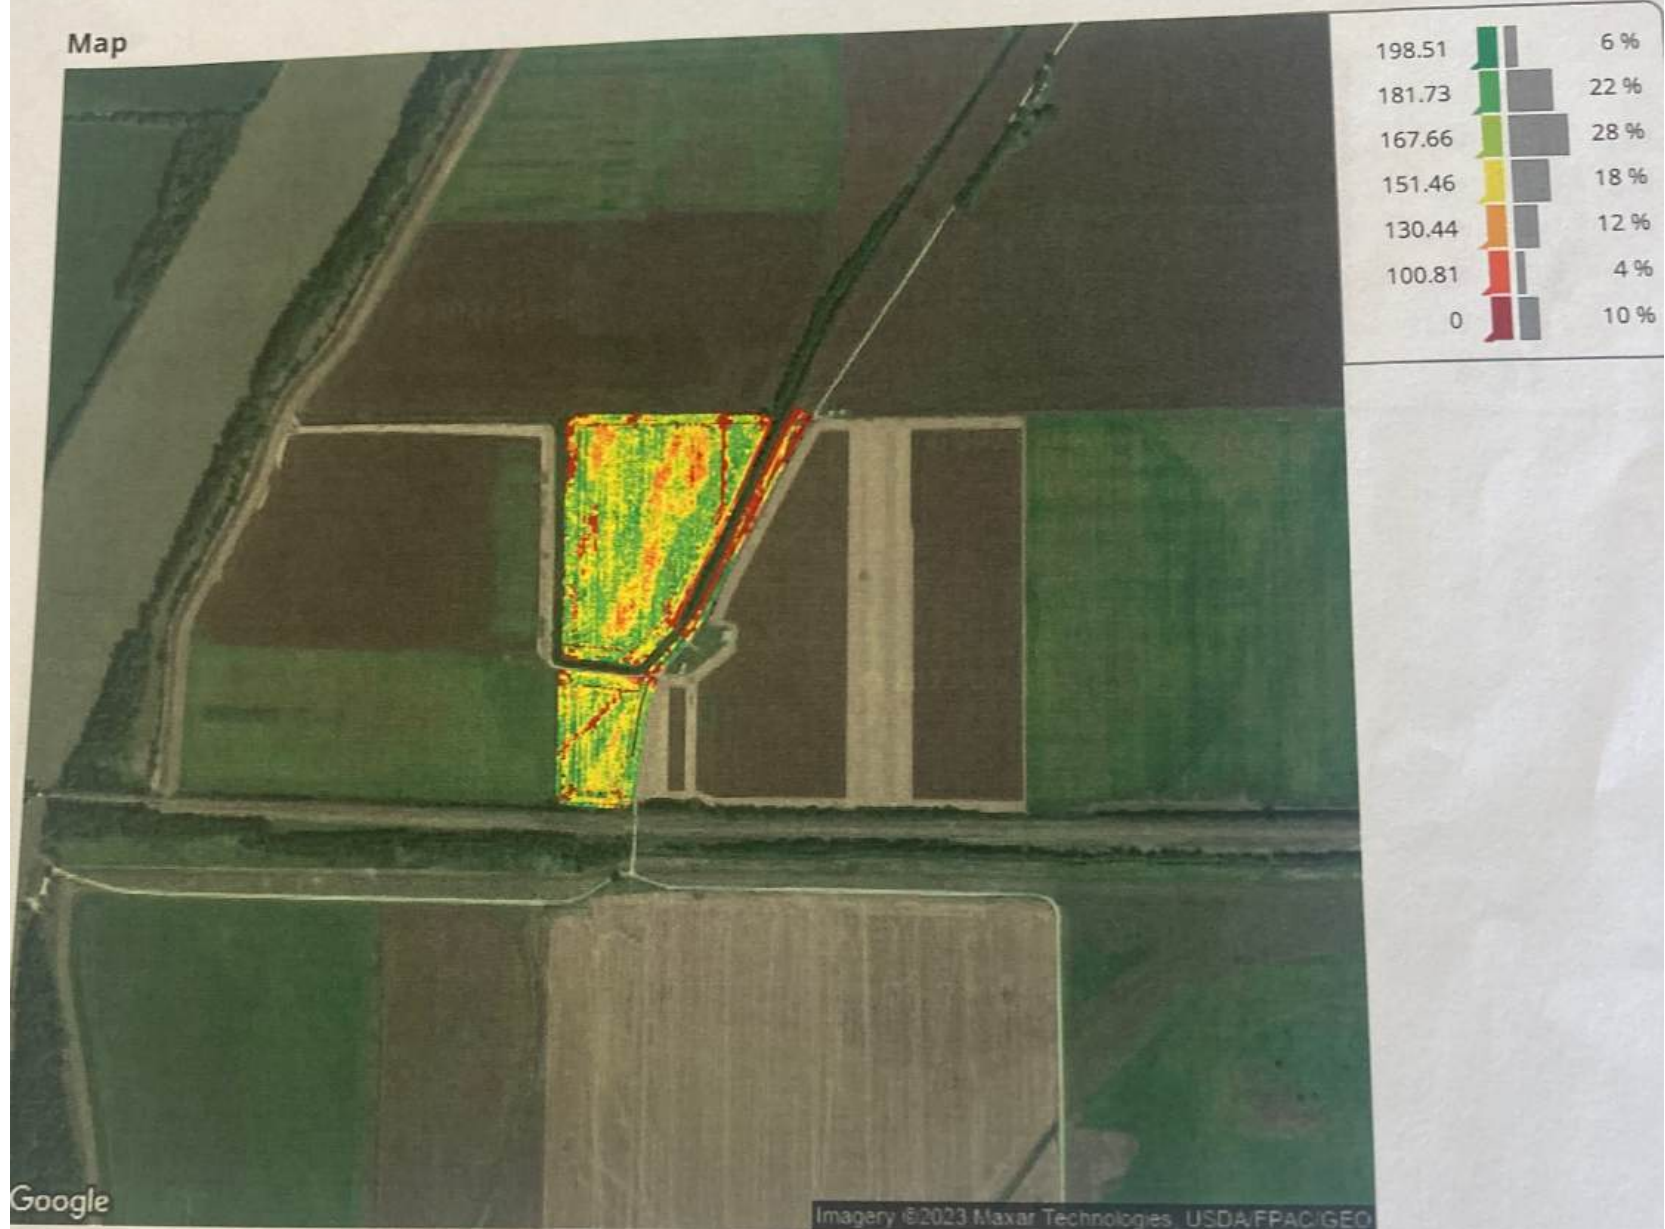 Map
198.51 6 %
181.73 22 %
167.66 28 %
151.46 18 %
130.44 12 %
100.81 4 %
0 10 %
Google
Imagery ©2023 Maxar Technologies, USDA/FPAC/GEO